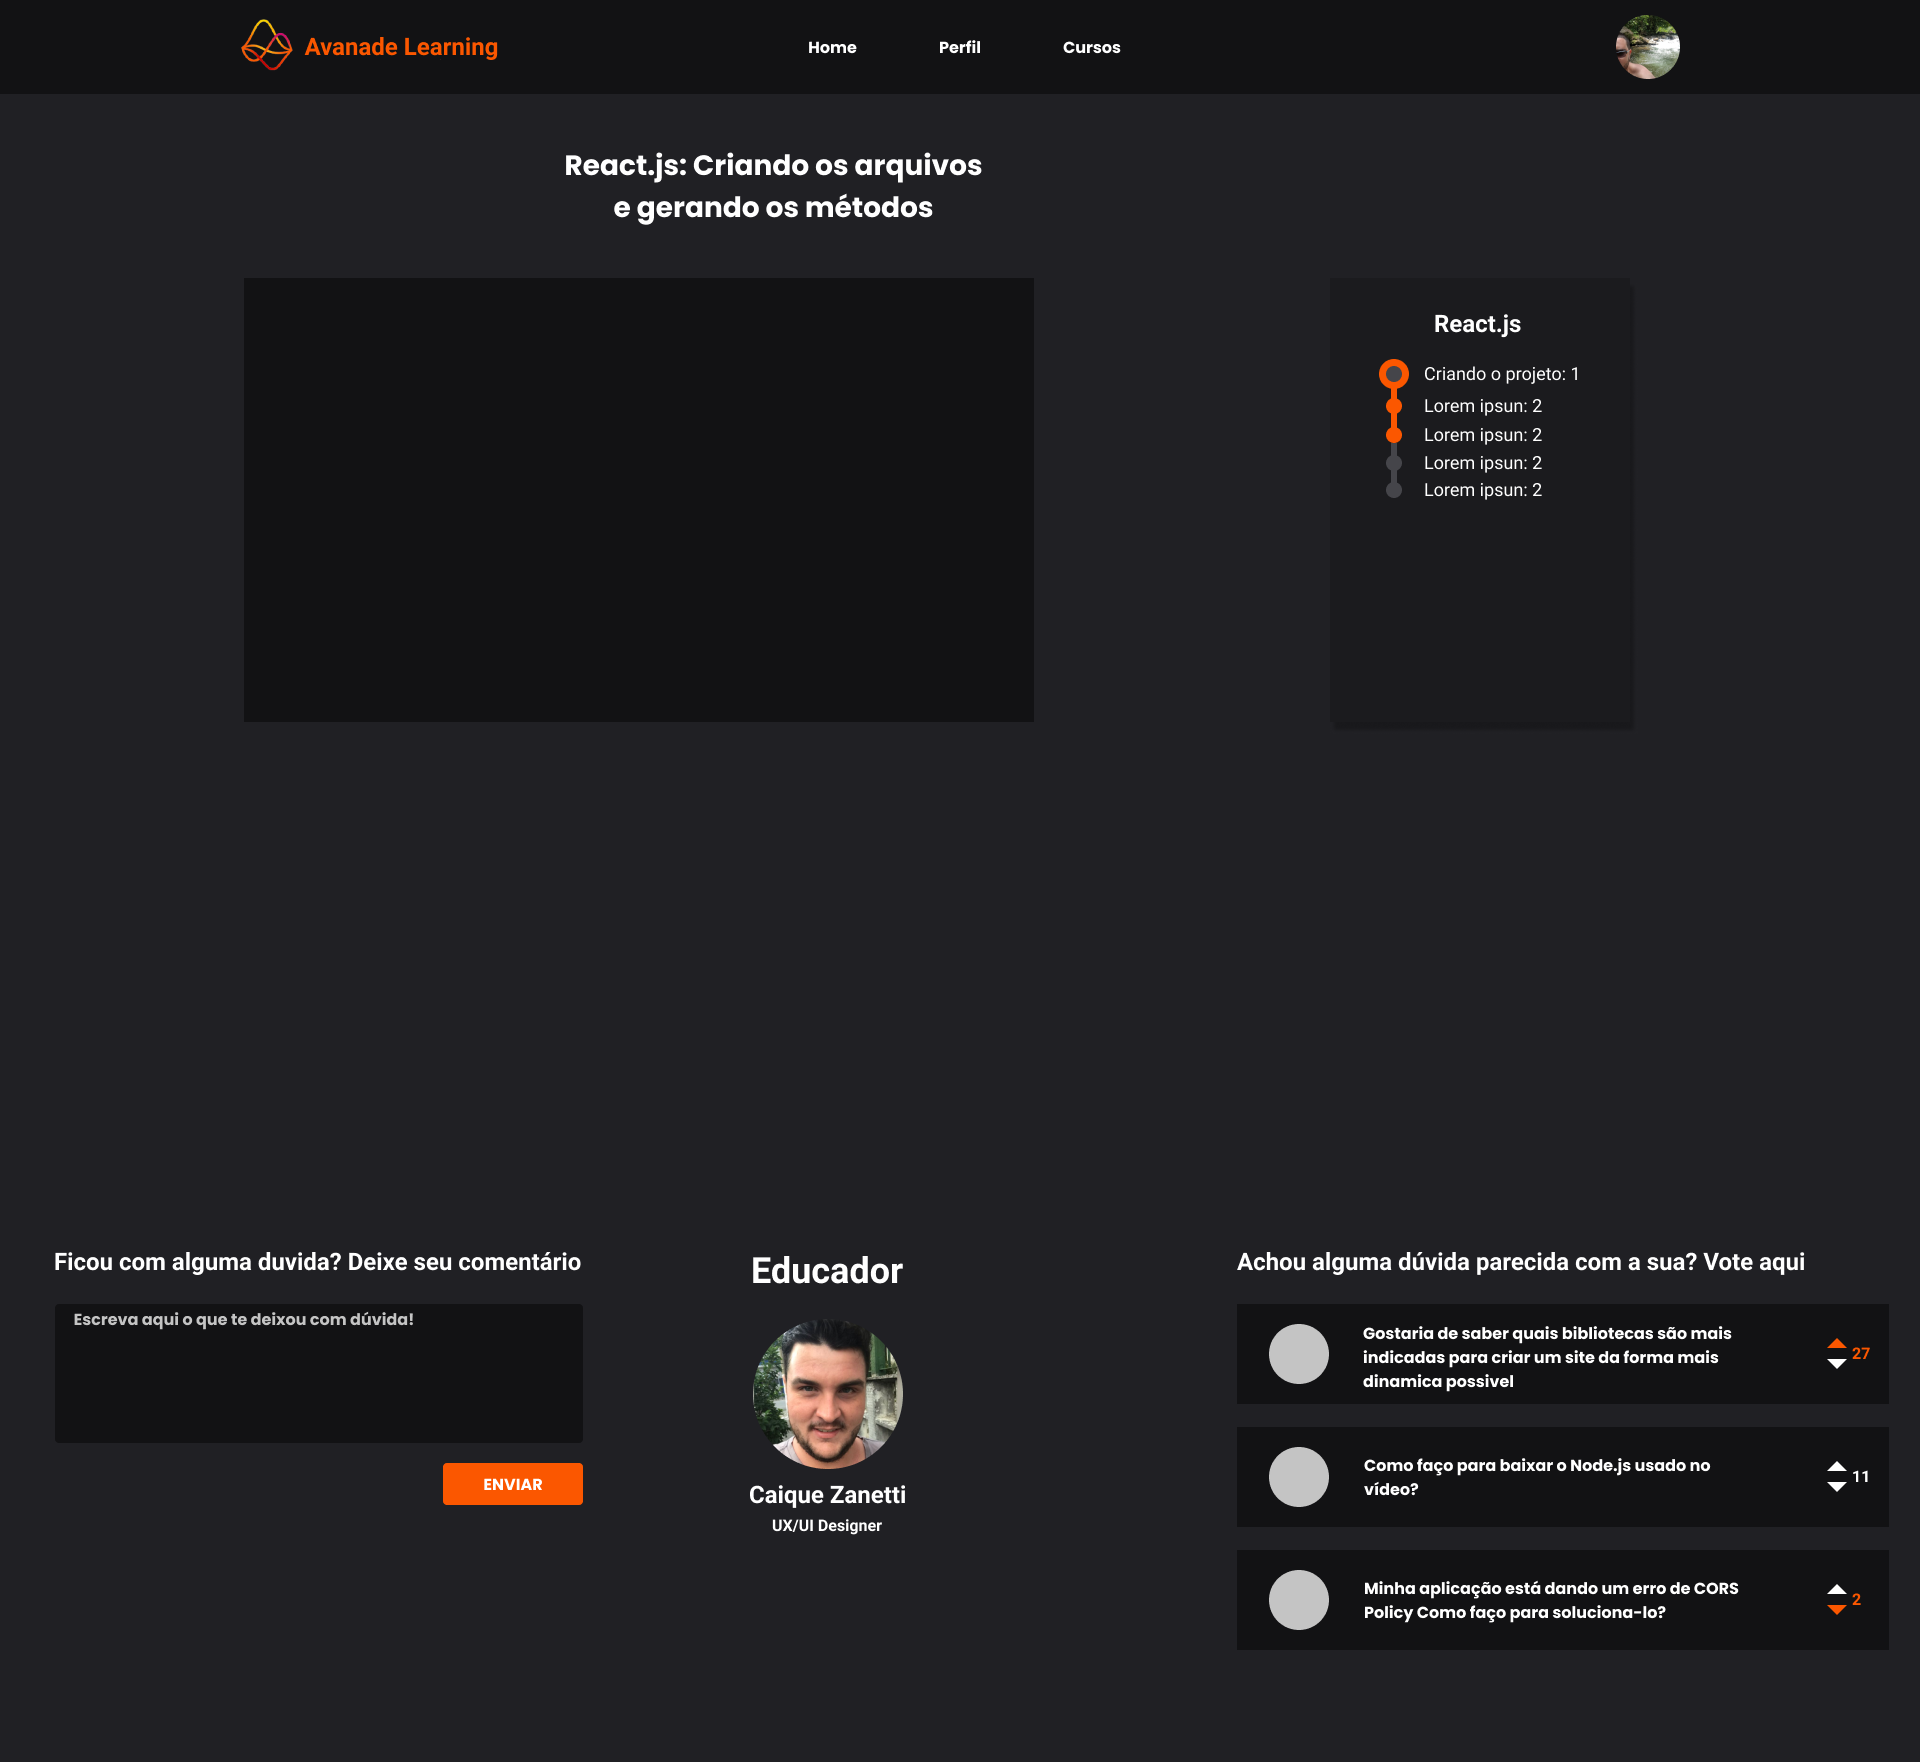 Avanade Learning
Home
Perfil
Cursos
React.js: Criando os arquivos
e gerando os métodos
React.js
Criando o projeto: 1
Lorem ipsun: 2
Lorem ipsun: 2
Lorem ipsun: 2
Lorem ipsun: 2
Ficou com alguma duvida? Deixe seu comentário
Escreva aqui o que te deixou com dúvida!
ENVIAR
Educador
Caique Zanetti
UX/UI Designer
Achou alguma dúvida parecida com a sua? Vote aqui
Gostaria de saber quais bibliotecas são mais
indicadas para criar um site da forma mais
dinamica possivel
27
Como faço para baixar o Node.js usado no
vídeo?
11
Minha aplicação está dando um erro de CORS
Policy Como faço para soluciona-lo?
2